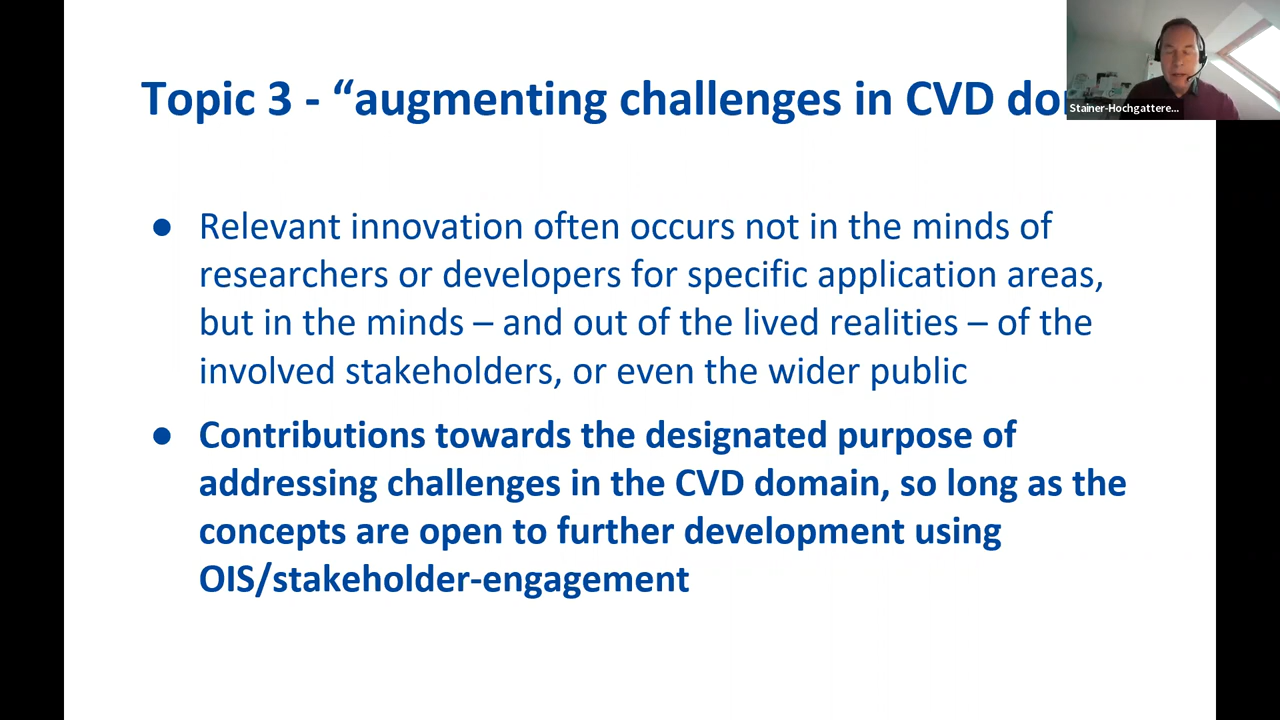 Topic 3 - “augmenting challenges in CVD do
Stainer-Hochgattere...
● Relevant innovation often occurs not in the minds of
researchers or developers for specific application areas,
but in the minds – and out of the lived realities – of the
involved stakeholders, or even the wider public
● Contributions towards the designated purpose of
addressing challenges in the CVD domain, so long as the
concepts are open to further development using
OIS/stakeholder-engagement